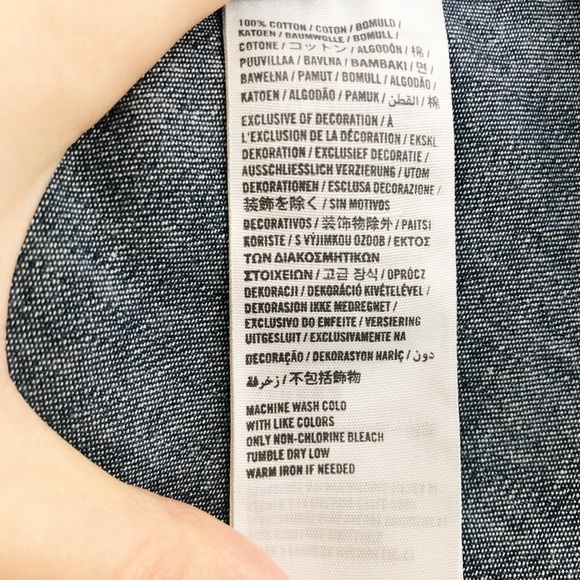 100% COTTON / COTON / BOMULD /
KATOEN / BAUMWOLLE / BOMULL /
COTONE / コットン / ALGODÓN / 棉 /
PUUVILLAA / BAVLNA / ΒΑΜΒΑΚΙ / 면 /
BAWEŁNA / PAMUT / BOMULL / ALGODÃO /
KATOEN / ALGODÃO / PAMUK / القطن / 棉
EXCLUSIVE OF DECORATION / À
L'EXCLUSION DE LA DÉCORATION / EKSKL
DEKORATION / EXCLUSIEF DECORATIE /
AUSSCHLIESSLICH VERZIERUNG / UTOM
DEKORATIONEN / ESCLUSA DECORAZIONE /
装飾を除く / SIN MOTIVOS
DECORATIVOS / 装饰物除外 / PAITSI
KORISTE / S VÝJIMKOU OZDOB / ΕΚΤΟΣ
ΤΩΝ ΔΙΑΚΟΣΜΗΤΙΚΩΝ
ΣΤΟΙΧΕΙΩΝ / 고급 장식 / OPRÓCZ
DEKORACJI / DEKORÁCIÓ KIVÉTELÉVEL /
DEKORASJON IKKE MEDREGNET /
EXCLUSIVO DO ENFEITE / VERSIERING
UITGESLUIT / EXCLUSIVAMENTE NA
DECORAÇÃO / DEKORASYON HARİÇ / دون
زخرفة / 不包括飾物
MACHINE WASH COLD
WITH LIKE COLORS
ONLY NON-CHLORINE BLEACH
TUMBLE DRY LOW
WARM IRON IF NEEDED